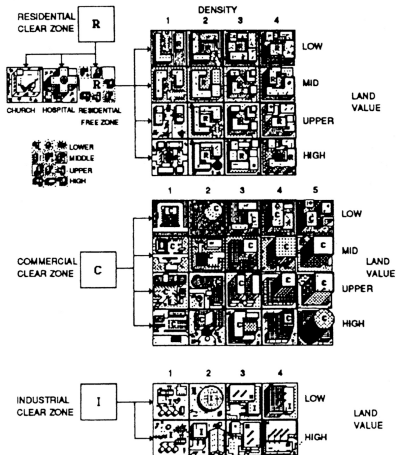 RESIDENTIAL
CLEAR ZONE
R
DENSITY
1 2 3 4
LOW
MID
UPPER
HIGH
LAND
VALUE
CHURCH HOSPITAL RESIDENTIAL
FREE ZONE
R
LOWER
MIDDLE
UPPER
HIGH
1 2 3 4 5
COMMERCIAL
CLEAR ZONE
C
LOW
MID
UPPER
HIGH
LAND
VALUE
1 2 3 4
INDUSTRIAL
CLEAR ZONE
I
LOW
HIGH
LAND
VALUE